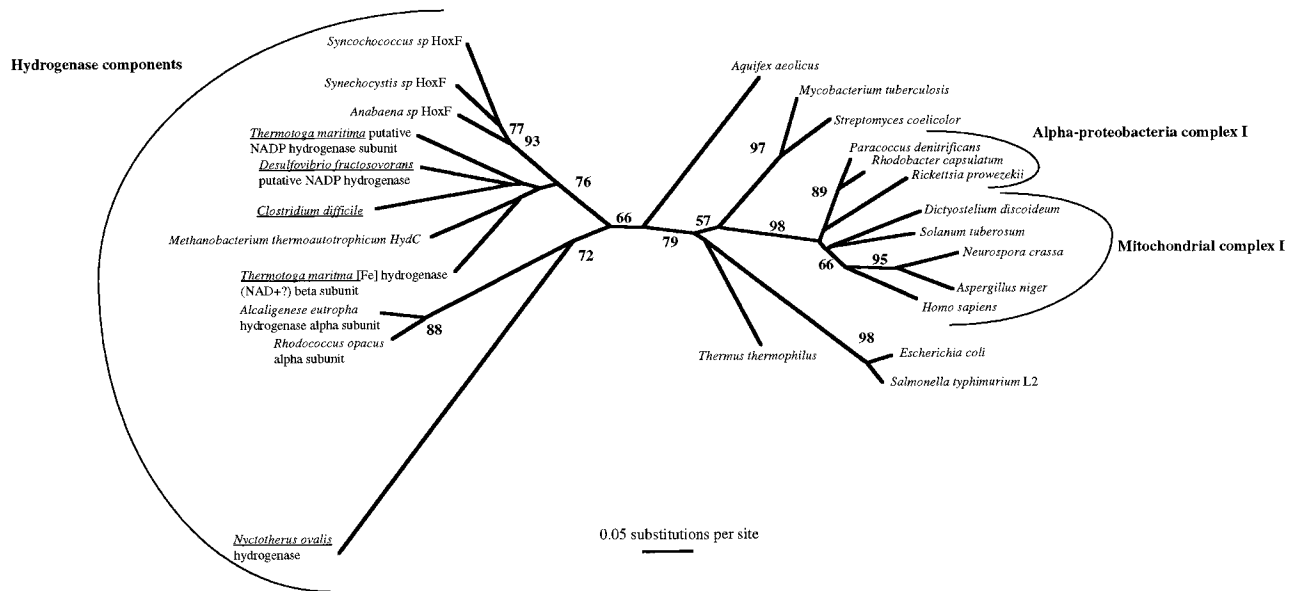 Hydrogenase components
Syncochococcus sp HoxF
Synechocystis sp HoxF
Anabaena sp HoxF
Thermotoga maritima putative
NADP hydrogenase subunit
Desulfovibrio fructosovorans
putative NADP hydrogenase
Clostridium difficile
Methanobacterium thermoautotrophicum HydC
Thermotoga maritma [Fe] hydrogenase
(NAD+?) beta subunit
Alcaligenese eutropha
hydrogenase alpha subunit
Rhodococcus opacus
alpha subunit
Nyctotherus ovalis
hydrogenase
77
93
76
66
72
88
79
57
97
98
89
66
95
98
Aquifex aeolicus
Mycobacterium tuberculosis
Streptomyces coelicolor
Alpha-proteobacteria complex I
Paracoccus denitrificans
Rhodobacter capsulatum
Rickettsia prowezekii
Dictyostelium discoideum
Solanum tuberosum
Mitochondrial complex I
Neurospora crassa
Aspergillus niger
Homo sapiens
Thermus thermophilus
Escherichia coli
Salmonella typhimurium L2
0.05 substitutions per site